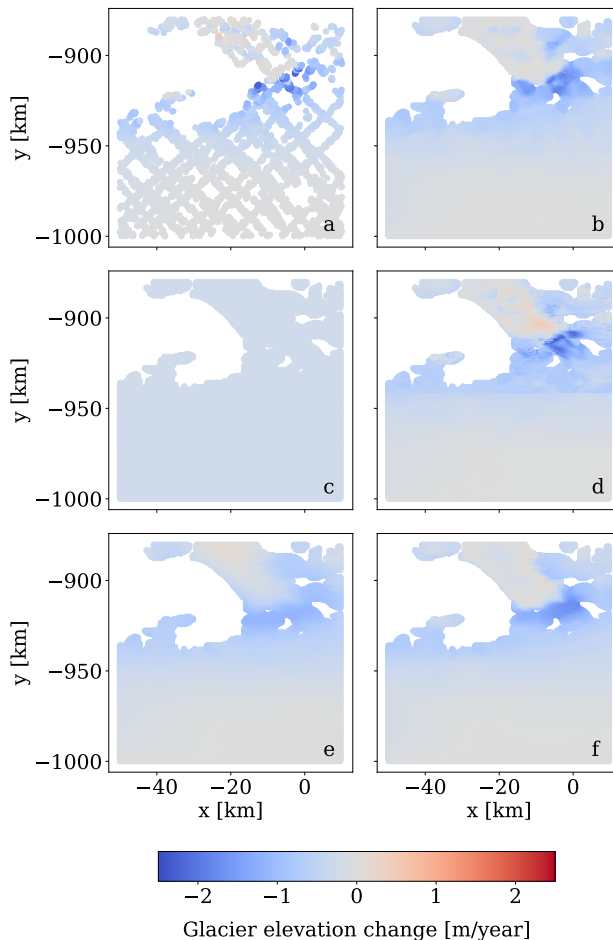 −900
−950
−1000
y [km]
a
b
−900
−950
−1000
y [km]
c
d
−900
−950
−1000
y [km]
e
f
−40 −20 0
−40 −20 0
x [km]
x [km]
−2 −1 0 1 2
Glacier elevation change [m/year]